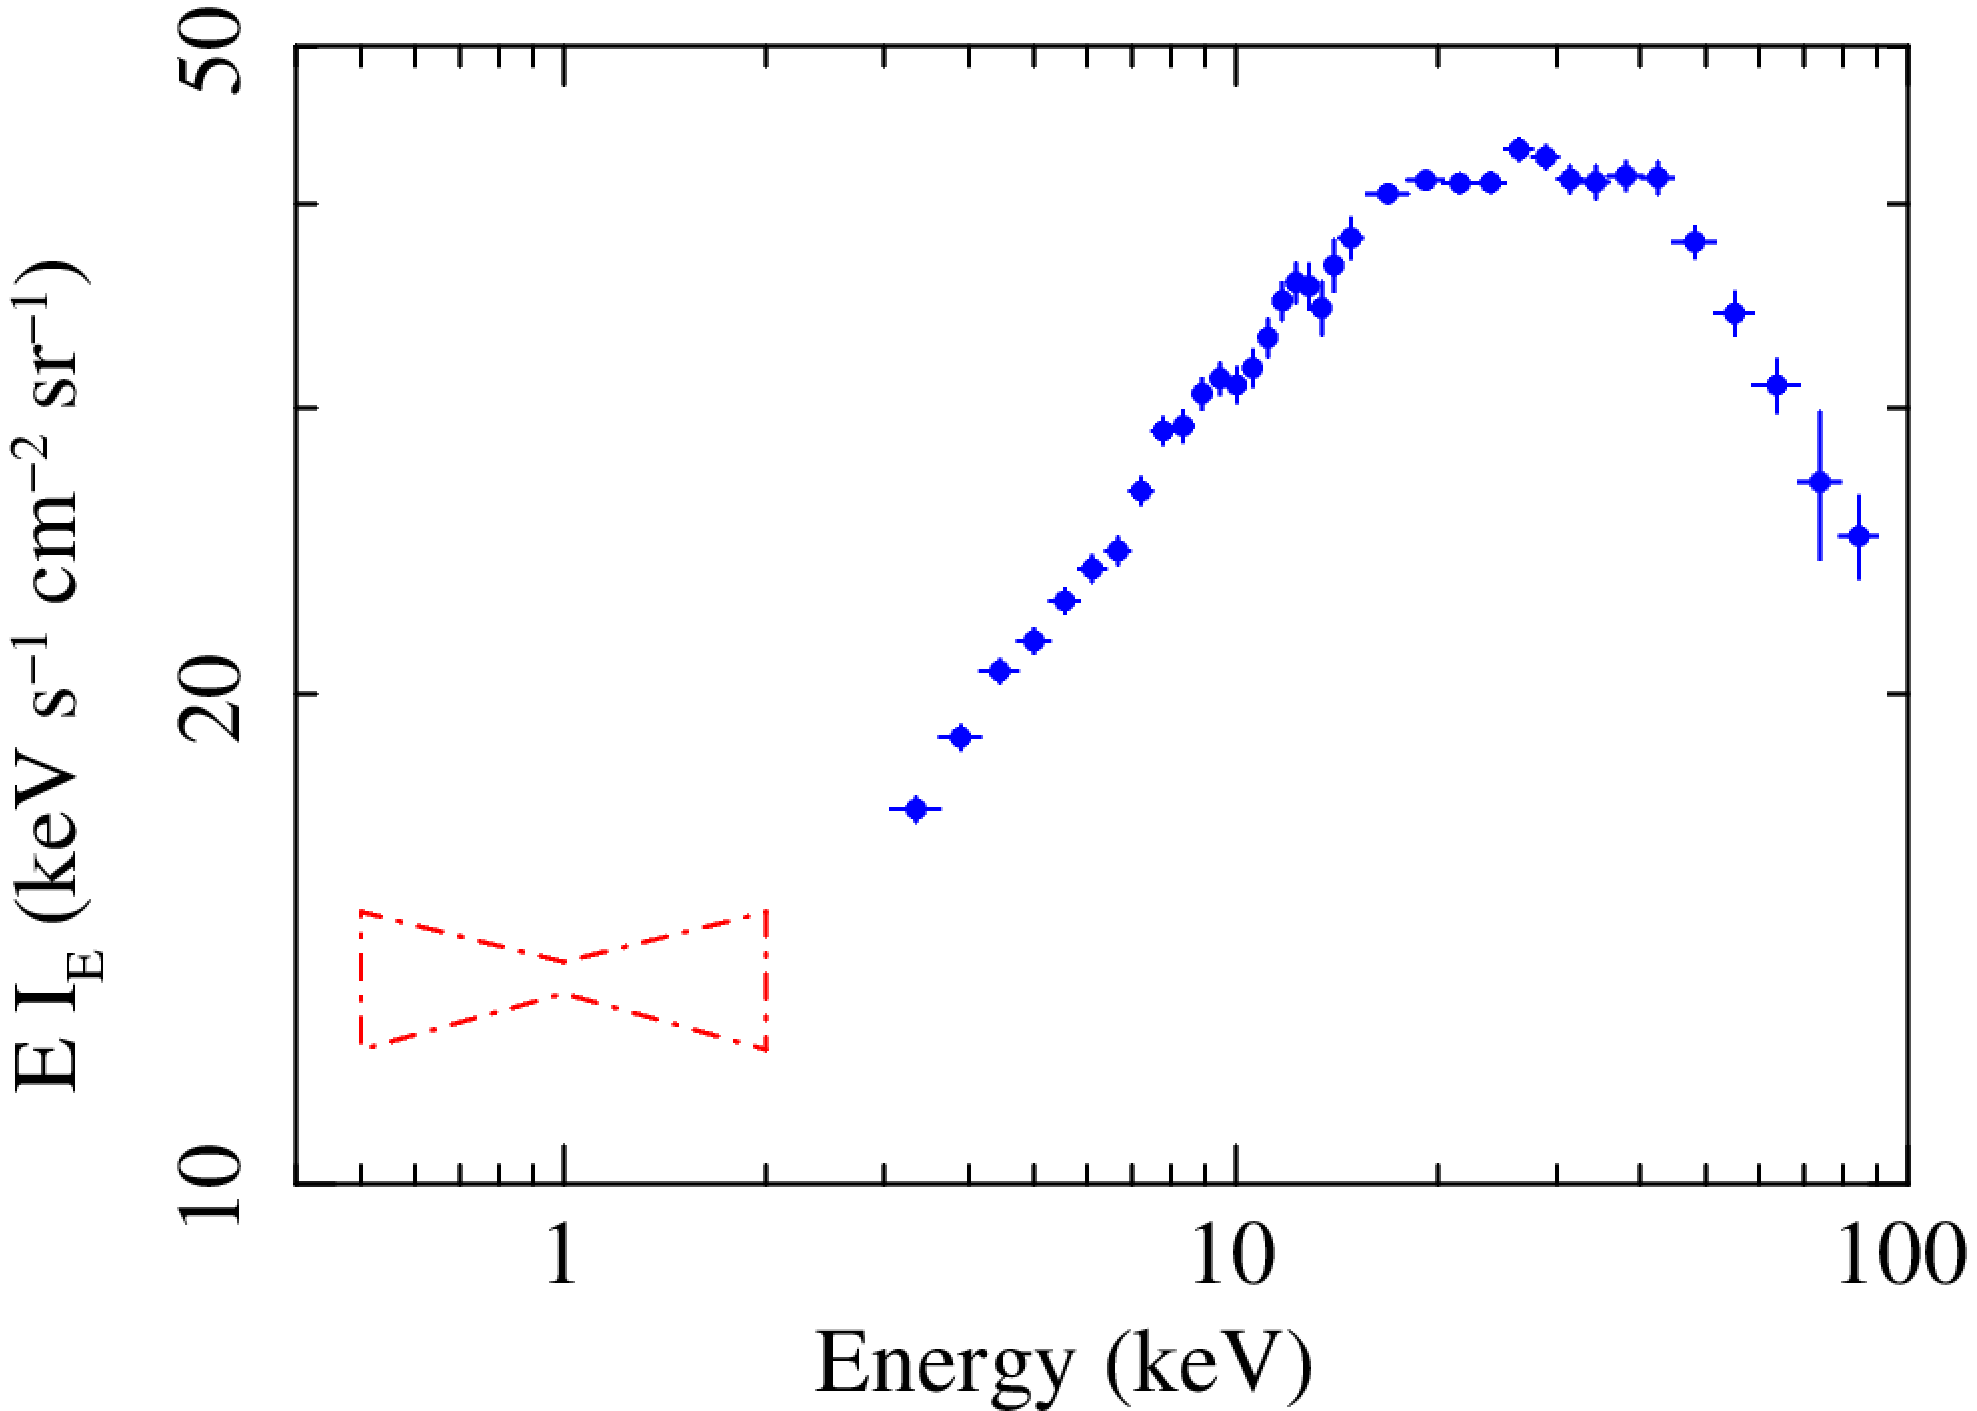 50
20
10
E I_E (keV s⁻¹ cm⁻² sr⁻¹)
1 10 100
Energy (keV)